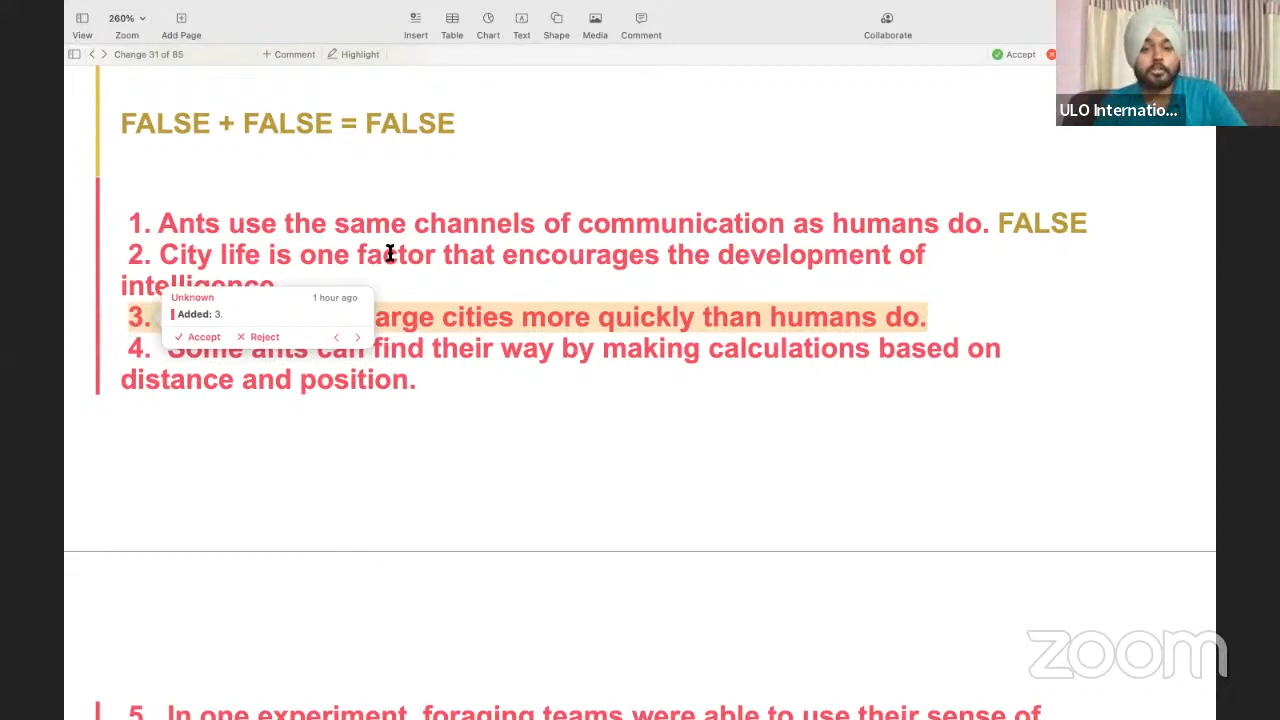 260%
View Zoom Add Page Insert Table Chart Text Shape Media Comment Collaborate
Change 31 of 85 + Comment Highlight Accept
ULO Internatio...
FALSE + FALSE = FALSE
1. Ants use the same channels of communication as humans do. FALSE
2. City life is one factor that encourages the development of
intelligence.
3. arge cities more quickly than humans do.
Unknown 1 hour ago
Added: 3.
Accept Reject
4. Some ants can find their way by making calculations based on
distance and position.
zoom
5. In one experiment, foraging teams were able to use their sense of